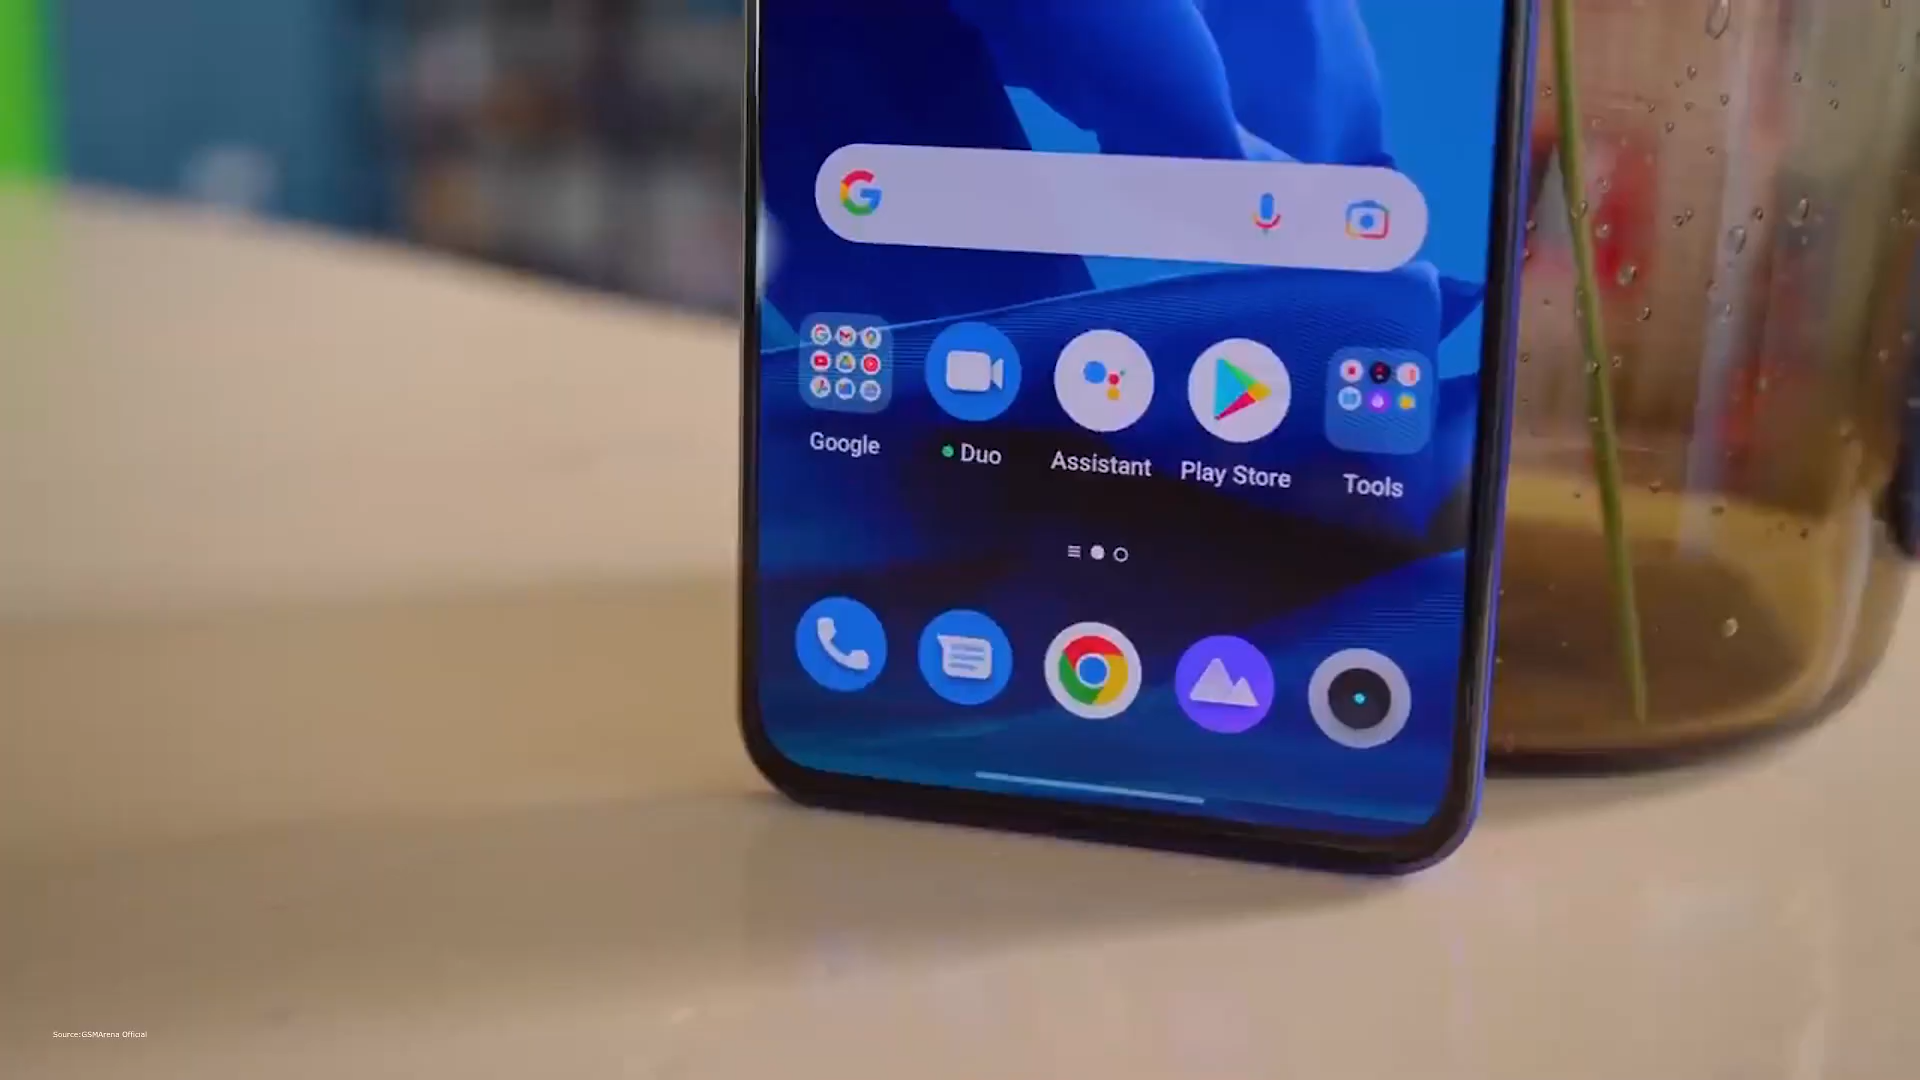 Google
Duo
Assistant
Play Store
Tools
Source:GSMArena Official